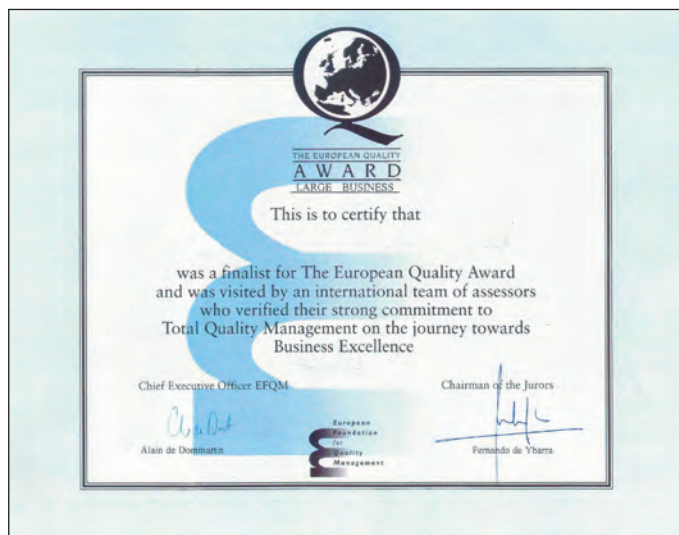 THE EUROPEAN QUALITY
AWARD
LARGE BUSINESS
This is to certify that
was a finalist for The European Quality Award
and was visited by an international team of assessors
who verified their strong commitment to
Total Quality Management on the journey towards
Business Excellence
Chief Executive Officer EFQM
Chairman of the Jurors
Alain de Dommartin
Fernando de Ybarra
European
Foundation
for
Quality
Management